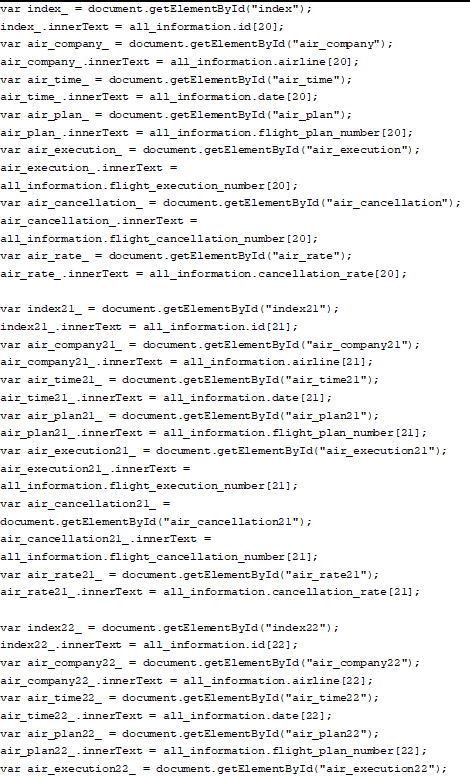 var index_ = document.getElementById("index");
index_.innerText = all_information.id[20];
var air_company_ = document.getElementById("air_company");
air_company_.innerText = all_information.airline[20];
var air_time_ = document.getElementById("air_time");
air_time_.innerText = all_information.date[20];
var air_plan_ = document.getElementById("air_plan");
air_plan_.innerText = all_information.flight_plan_number[20];
var air_execution_ = document.getElementById("air_execution");
air_execution_.innerText =
all_information.flight_execution_number[20];
var air_cancellation_ = document.getElementById("air_cancellation");
air_cancellation_.innerText =
all_information.flight_cancellation_number[20];
var air_rate_ = document.getElementById("air_rate");
air_rate_.innerText = all_information.cancellation_rate[20];
var index21_ = document.getElementById("index21");
index21_.innerText = all_information.id[21];
var air_company21_ = document.getElementById("air_company21");
air_company21_.innerText = all_information.airline[21];
var air_time21_ = document.getElementById("air_time21");
air_time21_.innerText = all_information.date[21];
var air_plan21_ = document.getElementById("air_plan21");
air_plan21_.innerText = all_information.flight_plan_number[21];
var air_execution21_ = document.getElementById("air_execution21");
air_execution21_.innerText =
all_information.flight_execution_number[21];
var air_cancellation21_ =
document.getElementById("air_cancellation21");
air_cancellation21_.innerText =
all_information.flight_cancellation_number[21];
var air_rate21_ = document.getElementById("air_rate21");
air_rate21_.innerText = all_information.cancellation_rate[21];
var index22_ = document.getElementById("index22");
index22_.innerText = all_information.id[22];
var air_company22_ = document.getElementById("air_company22");
air_company22_.innerText = all_information.airline[22];
var air_time22_ = document.getElementById("air_time22");
air_time22_.innerText = all_information.date[22];
var air_plan22_ = document.getElementById("air_plan22");
air_plan22_.innerText = all_information.flight_plan_number[22];
var air_execution22_ = document.getElementById("air_execution22");